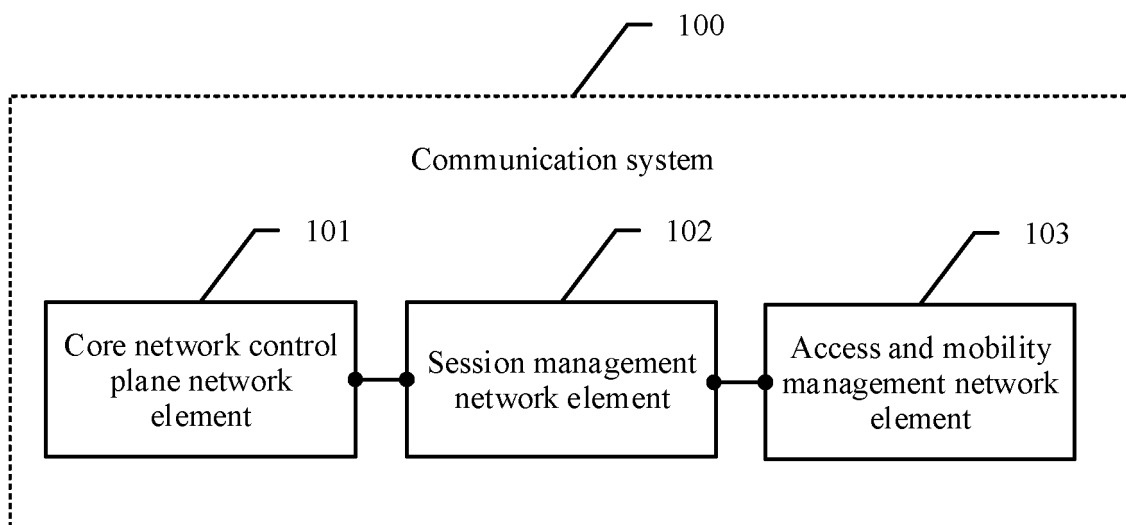 100
Communication system
101
102
103
Core network control
plane network
element
Session management
network element
Access and mobility
management network
element